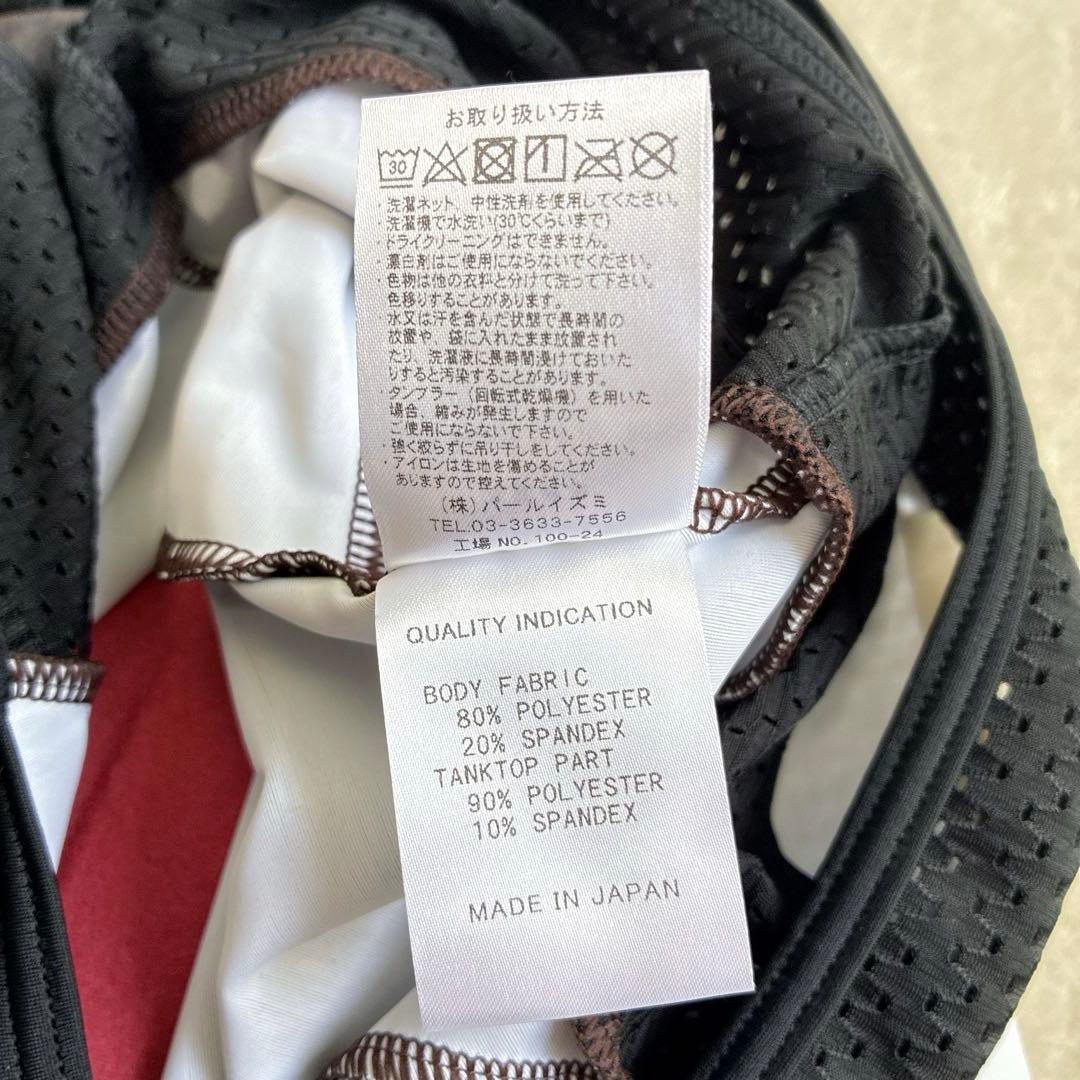 お取り扱い方法
30
・洗濯ネット、中性洗剤を使用してください。
・洗濯機で水洗い(30℃くらいまで)
・ドライクリーニングはできません。
・漂白剤はご使用にならないでください。
・色物は他の衣料と分けて洗って下さい。
色移りすることがあります。
・水又は汗を含んだ状態で長時間の
放置や、袋に入れたまま放置され
たり、洗濯液に長時間浸けておいた
りすると汚染することがあります。
・タンブラー（回転式乾燥機）を用いた
場合、縮みが発生しますので
ご使用にならないで下さい。
・強く絞らずに吊り干しをしてください。
・アイロンは生地を傷めることが
ありますので控えてください。
(株)パールイズミ
TEL.03-3633-7556
工場 NO. 100-24
QUALITY INDICATION
BODY FABRIC
80% POLYESTER
20% SPANDEX
TANKTOP PART
90% POLYESTER
10% SPANDEX
MADE IN JAPAN